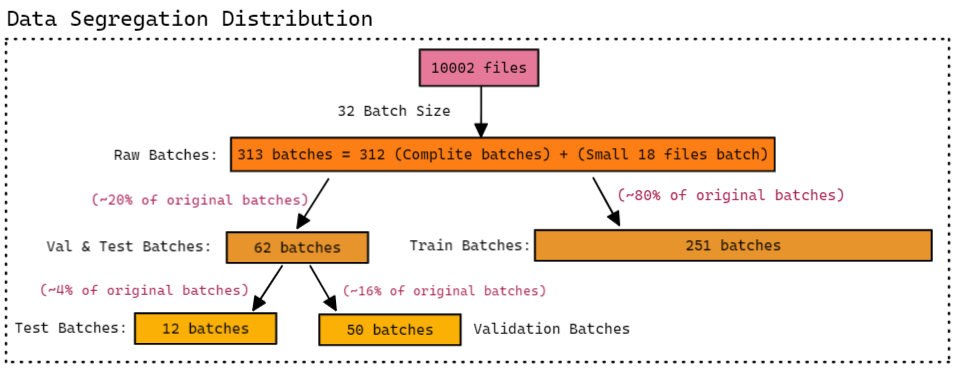 Data Segregation Distribution
10002 files
32 Batch Size
Raw Batches: 313 batches = 312 (Complite batches) + (Small 18 files batch)
(~20% of original batches) (~80% of original batches)
Val & Test Batches: 62 batches Train Batches: 251 batches
(~4% of original batches) (~16% of original batches)
Test Batches: 12 batches 50 batches Validation Batches